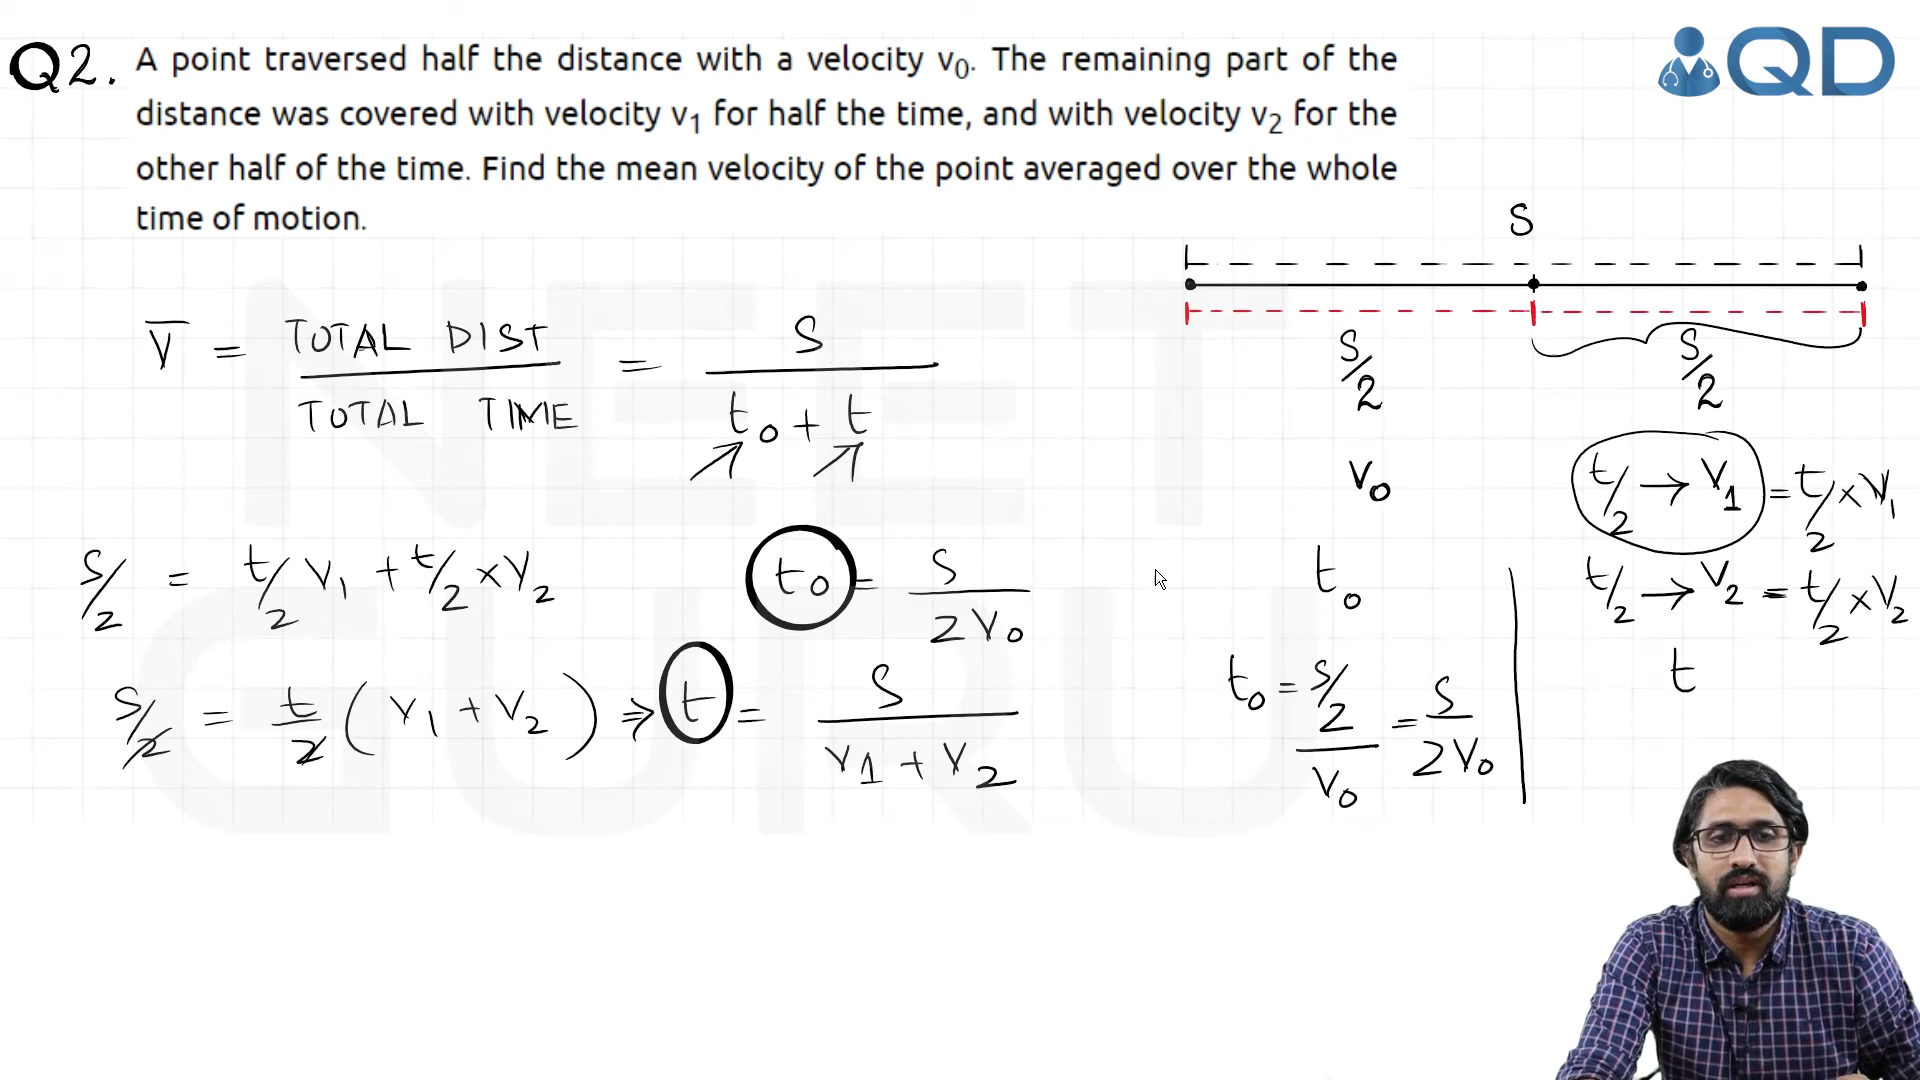 Q2. A point traversed half the distance with a velocity v₀. The remaining part of the
distance was covered with velocity v₁ for half the time, and with velocity v₂ for the
other half of the time. Find the mean velocity of the point averaged over the whole
time of motion.
QD
NEET
GURU
S
S/2 S/2
V̅ = TOTAL DIST / TOTAL TIME = S / t₀ + t
V₀
t/2 → V₁ = t/2 × V₁
t/2 → V₂ = t/2 × V₂
t₀
t
S/2 = t/2 V₁ + t/2 × V₂
t₀ = S / 2V₀
S/2 = t/2 (V₁ + V₂) ⇒ t = S / V₁ + V₂
t₀ = S/2 / V₀ = S / 2V₀